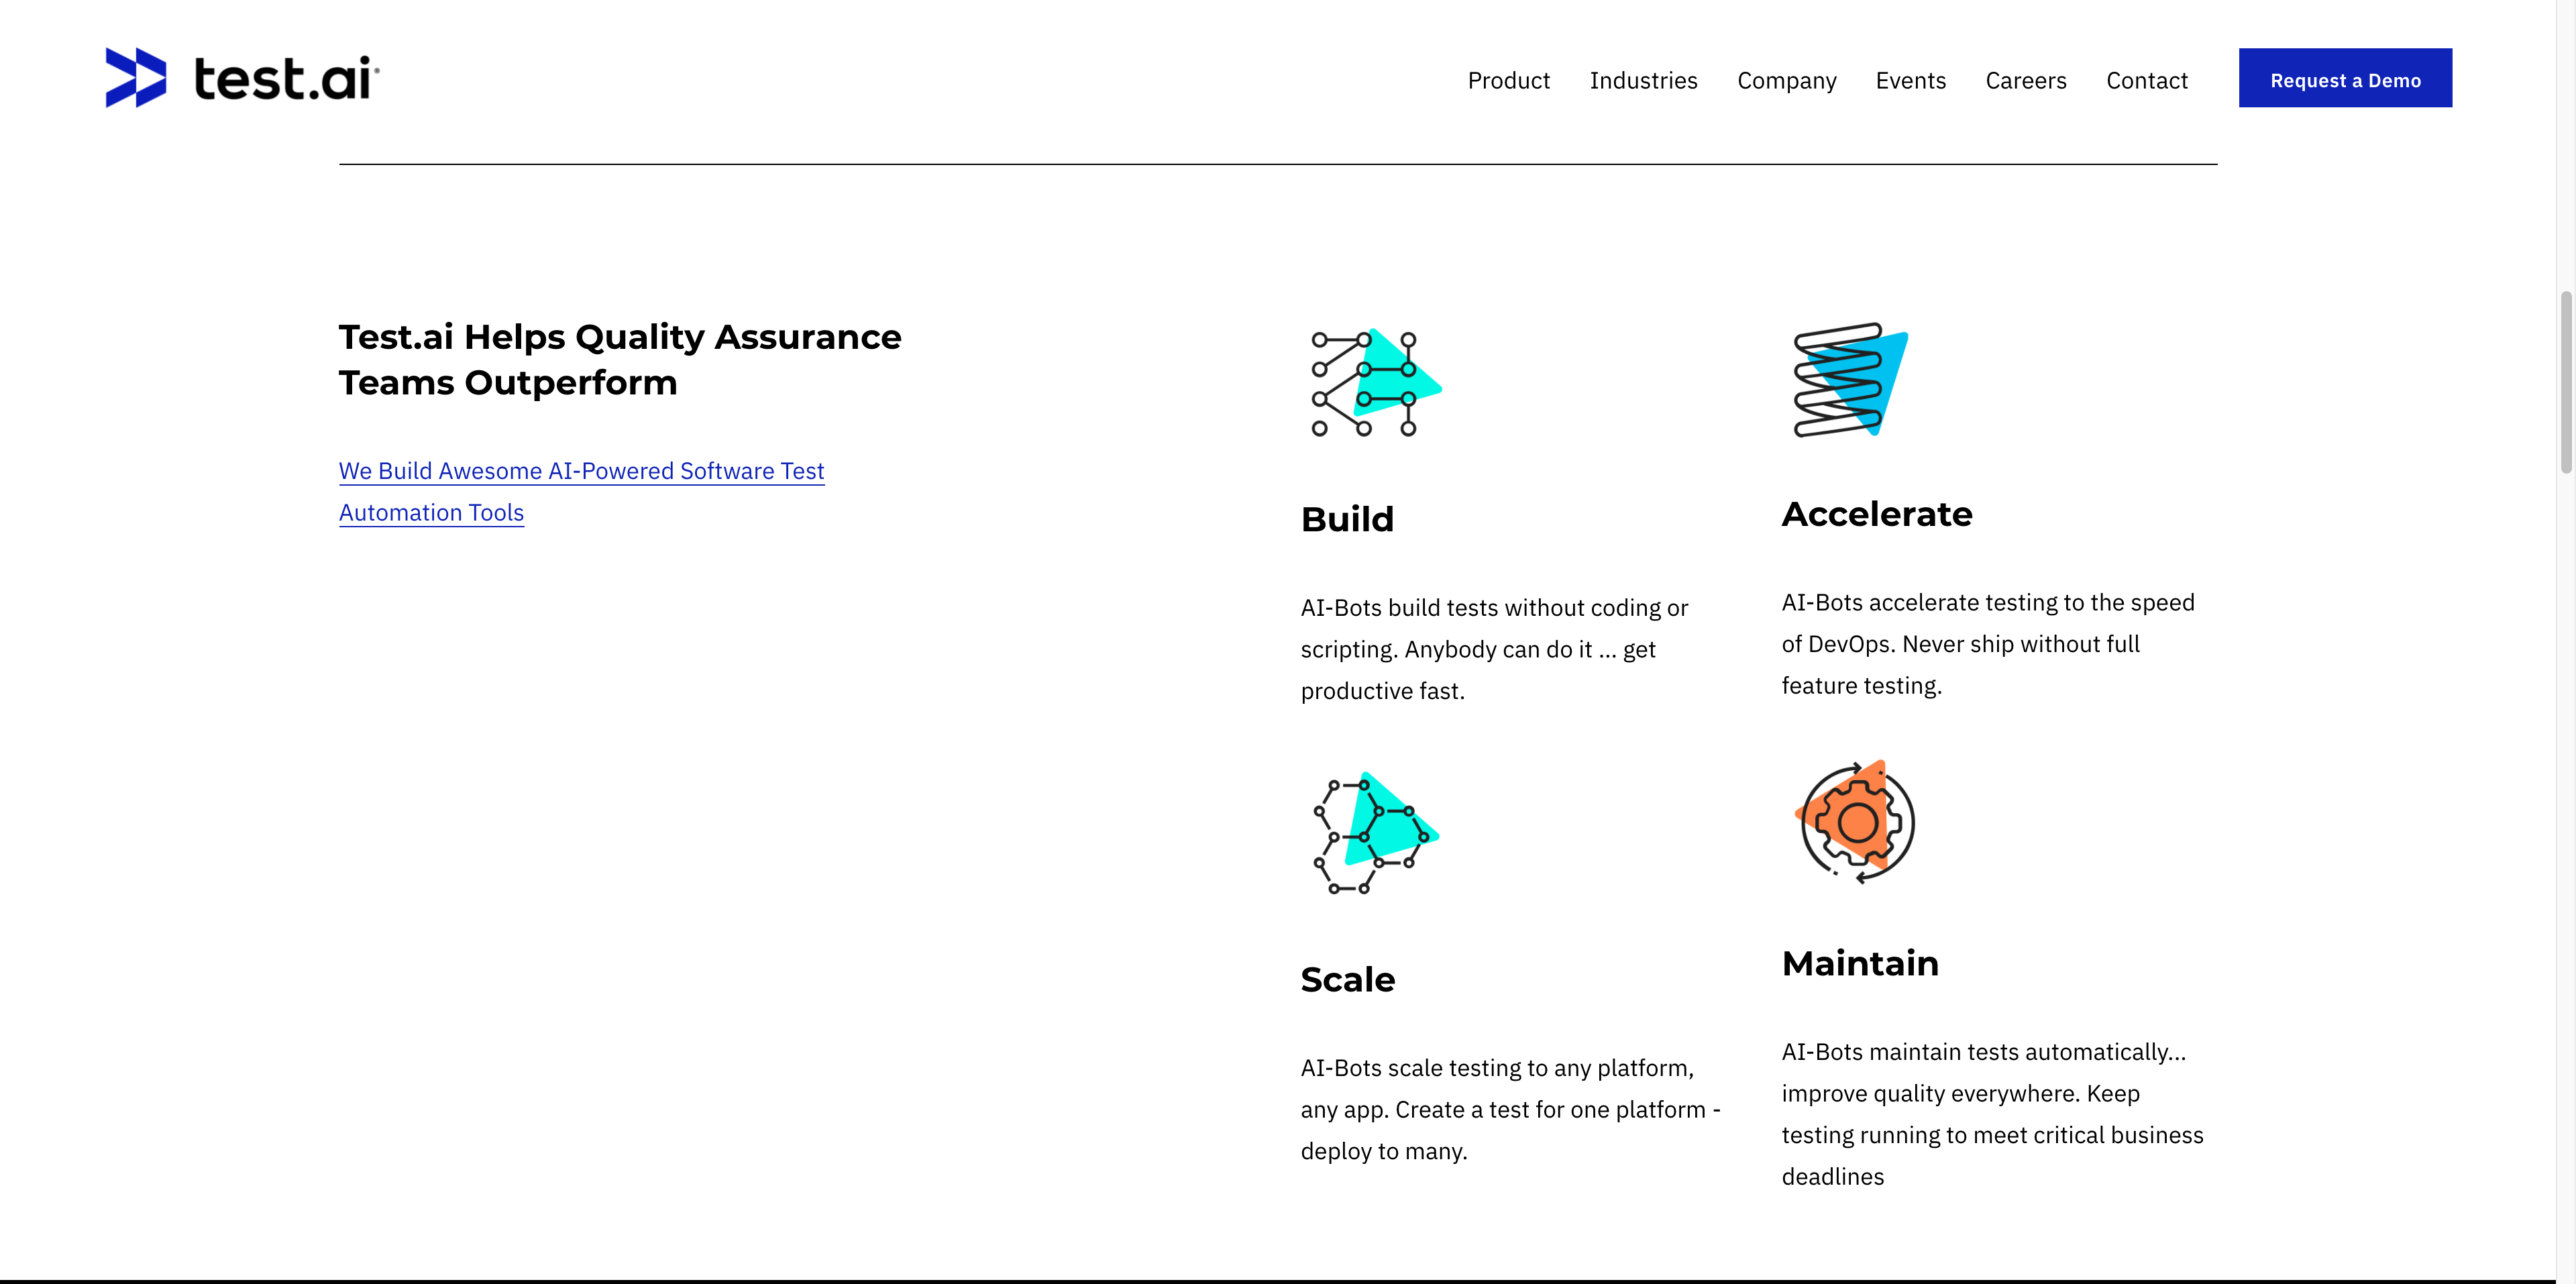 test.ai
Product
Industries
Company
Events
Careers
Contact
Request a Demo
Test.ai Helps Quality Assurance
Teams Outperform
We Build Awesome AI-Powered Software Test
Automation Tools
Build
AI-Bots build tests without coding or
scripting. Anybody can do it ... get
productive fast.
Accelerate
AI-Bots accelerate testing to the speed
of DevOps. Never ship without full
feature testing.
Scale
AI-Bots scale testing to any platform,
any app. Create a test for one platform -
deploy to many.
Maintain
AI-Bots maintain tests automatically...
improve quality everywhere. Keep
testing running to meet critical business
deadlines